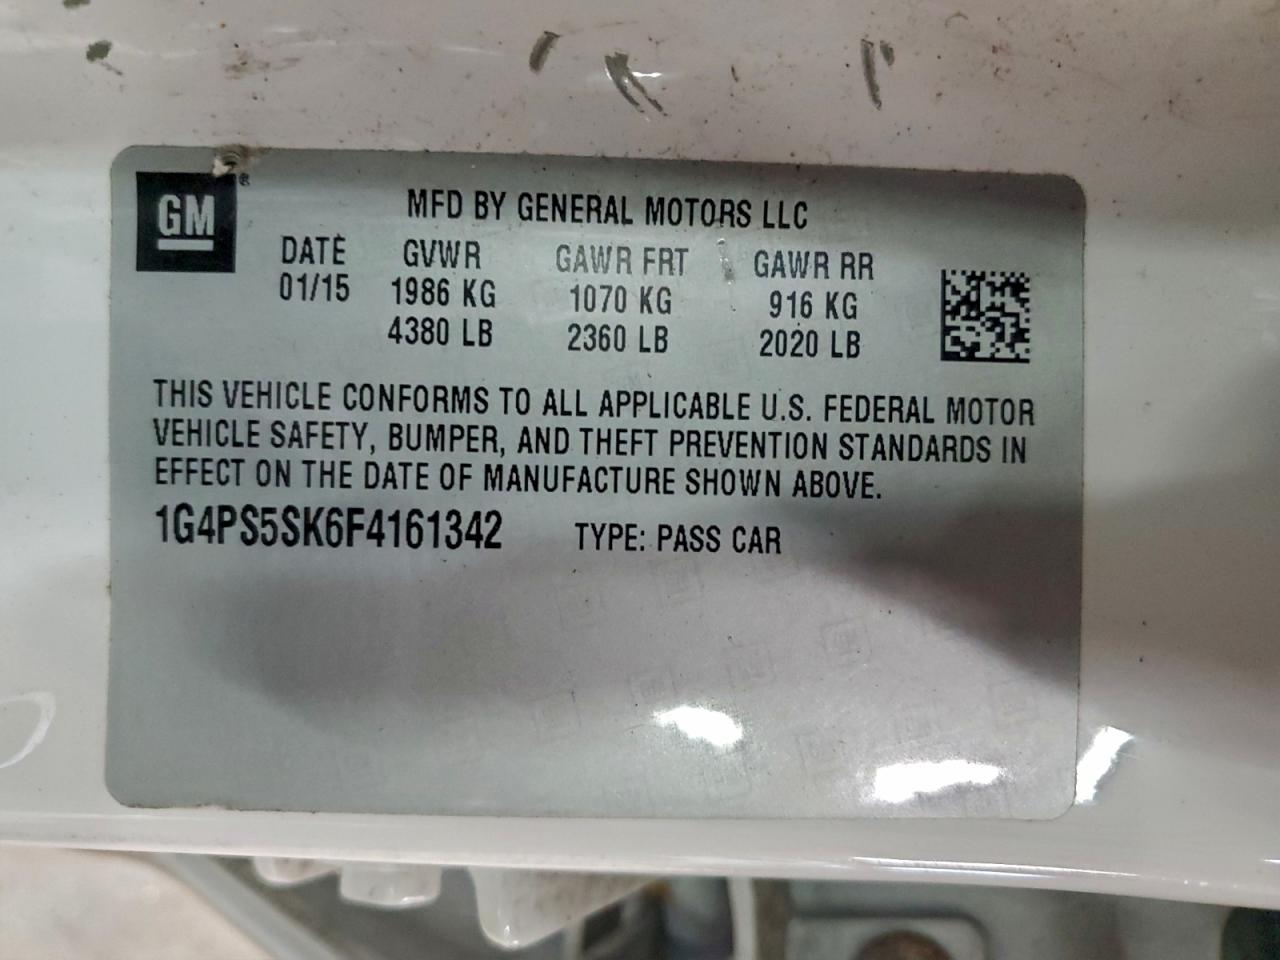 GM®
MFD BY GENERAL MOTORS LLC
DATE GVWR GAWR FRT GAWR RR
01/15 1986 KG 1070 KG 916 KG
4380 LB 2360 LB 2020 LB
THIS VEHICLE CONFORMS TO ALL APPLICABLE U.S. FEDERAL MOTOR
VEHICLE SAFETY, BUMPER, AND THEFT PREVENTION STANDARDS IN
EFFECT ON THE DATE OF MANUFACTURE SHOWN ABOVE.
1G4PS5SK6F4161342 TYPE: PASS CAR